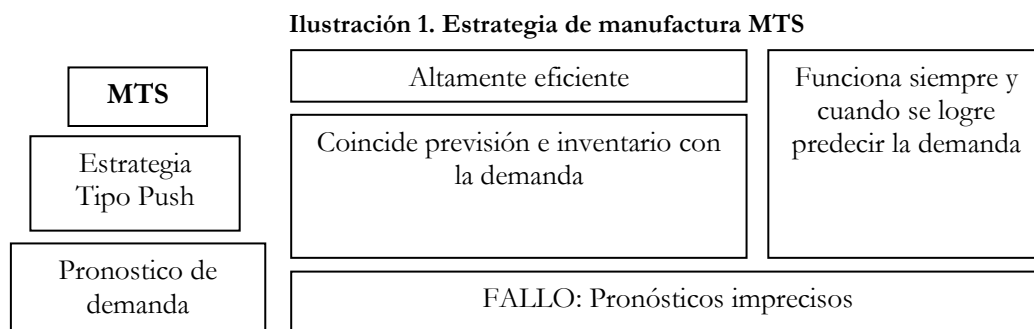 Ilustración 1. Estrategia de manufactura MTS
MTS
Estrategia
Tipo Push
Pronostico de
demanda
Altamente eficiente
Coincide previsión e inventario con
la demanda
Funciona siempre y
cuando se logre
predecir la demanda
FALLO: Pronósticos imprecisos